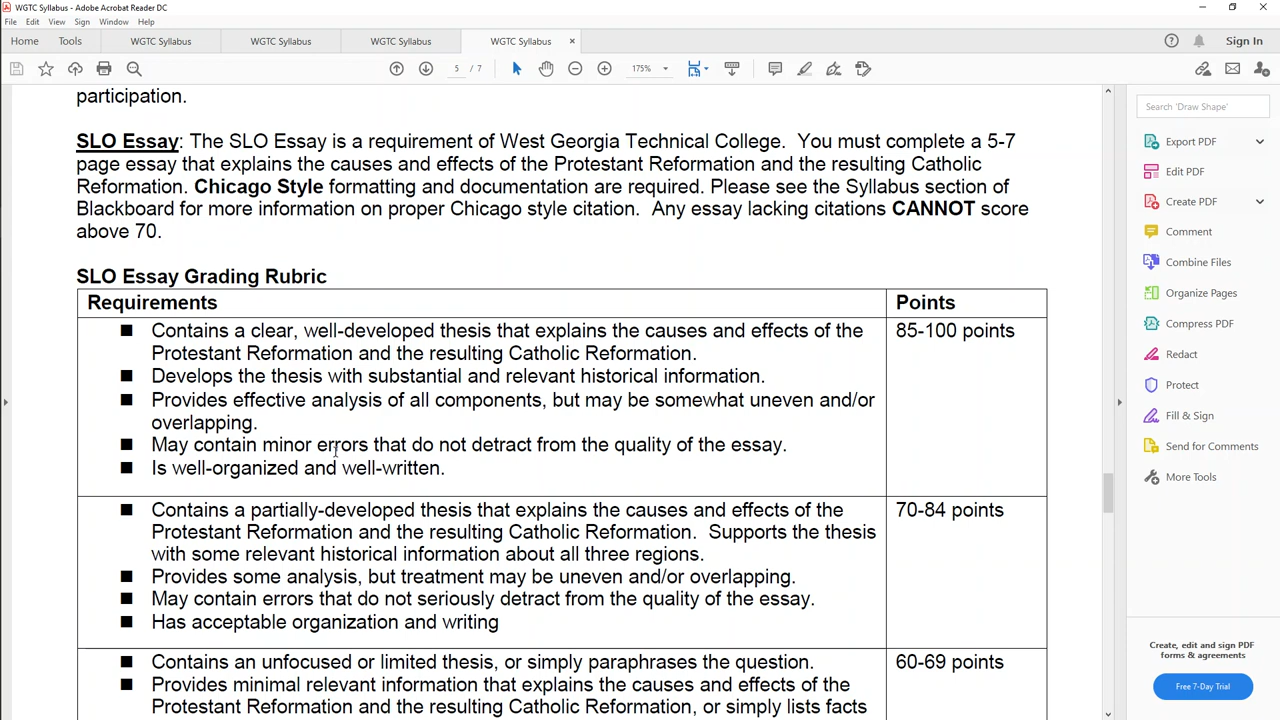 WGTC Syllabus - Adobe Acrobat Reader DC
File Edit View Sign Window Help
Home Tools WGTC Syllabus WGTC Syllabus WGTC Syllabus WGTC Syllabus × Sign In
5 / 7 175%
participation.
SLO Essay: The SLO Essay is a requirement of West Georgia Technical College. You must complete a 5-7
page essay that explains the causes and effects of the Protestant Reformation and the resulting Catholic
Reformation. Chicago Style formatting and documentation are required. Please see the Syllabus section of
Blackboard for more information on proper Chicago style citation. Any essay lacking citations CANNOT score
above 70.
SLO Essay Grading Rubric
Requirements Points
■ Contains a clear, well-developed thesis that explains the causes and effects of the 85-100 points
Protestant Reformation and the resulting Catholic Reformation.
■ Develops the thesis with substantial and relevant historical information.
■ Provides effective analysis of all components, but may be somewhat uneven and/or
overlapping.
■ May contain minor errors that do not detract from the quality of the essay.
■ Is well-organized and well-written.
■ Contains a partially-developed thesis that explains the causes and effects of the 70-84 points
Protestant Reformation and the resulting Catholic Reformation. Supports the thesis
with some relevant historical information about all three regions.
■ Provides some analysis, but treatment may be uneven and/or overlapping.
■ May contain errors that do not seriously detract from the quality of the essay.
■ Has acceptable organization and writing
■ Contains an unfocused or limited thesis, or simply paraphrases the question. 60-69 points
■ Provides minimal relevant information that explains the causes and effects of the
Protestant Reformation and the resulting Catholic Reformation, or simply lists facts
Search 'Draw Shape'
Export PDF
Edit PDF
Create PDF
Comment
Combine Files
Organize Pages
Compress PDF
Redact
Protect
Fill & Sign
Send for Comments
More Tools
Create, edit and sign PDF
forms & agreements
Free 7-Day Trial